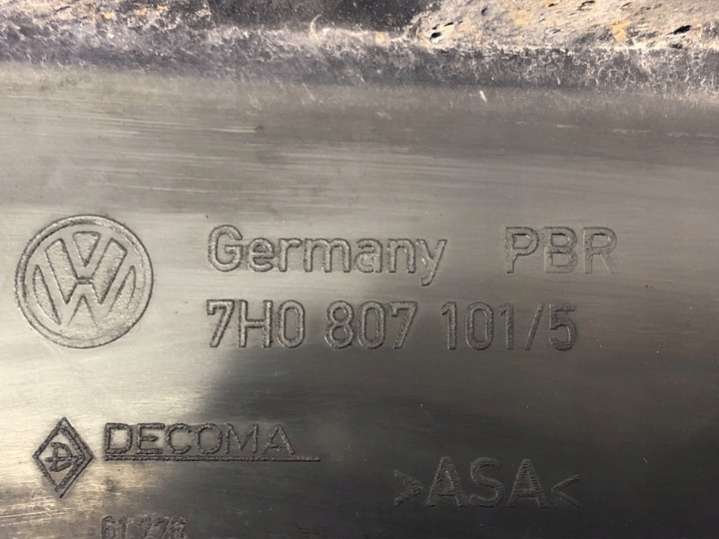 Germany PBR
7H0 807 101/5
DECOMA
>ASA<